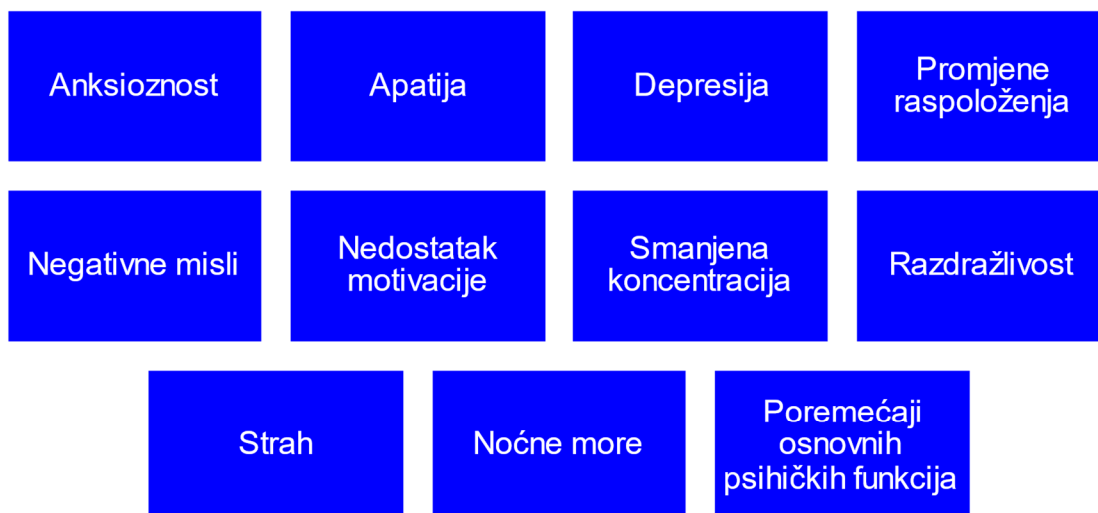 Anksioznost
Apatija
Depresija
Promjene
raspoloženja
Negativne misli
Nedostatak
motivacije
Smanjena
koncentracija
Razdražlivost
Strah
Noćne more
Poremećaji
osnovnih
psihičkih funkcija